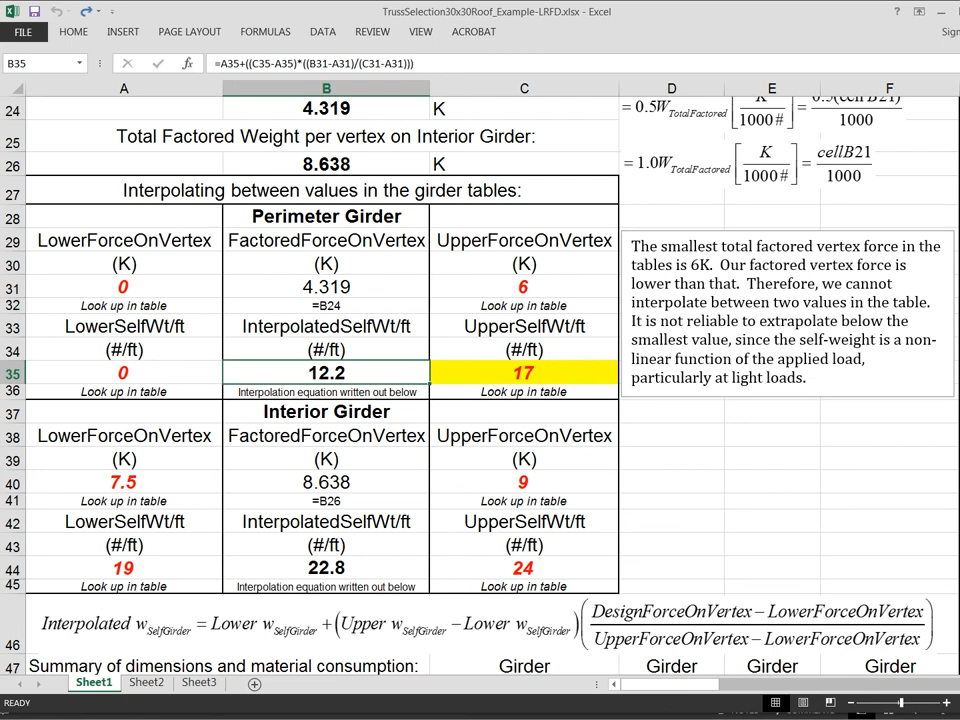 TrussSelection30x30Roof_Example-LRFD.xlsx - Excel
FILE HOME INSERT PAGE LAYOUT FORMULAS DATA REVIEW VIEW ACROBAT
B35 fx =A35+((C35-A35)*((B31-A31)/(C31-A31)))
A B C D E F
24 4.319 K
= 0.5W TotalFactored [K / 1000 #] = 0.5(cell B21) / 1000
25 Total Factored Weight per vertex on Interior Girder:
26 8.638 K
= 1.0W TotalFactored [K / 1000 #] = cellB21 / 1000
27 Interpolating between values in the girder tables:
28 Perimeter Girder
29 LowerForceOnVertex FactoredForceOnVertex UpperForceOnVertex
30 (K) (K) (K)
31 0 4.319 6
32 Look up in table =B24 Look up in table
33 LowerSelfWt/ft InterpolatedSelfWt/ft UpperSelfWt/ft
34 (#/ft) (#/ft) (#/ft)
35 0 12.2 17
36 Look up in table Interpolation equation written out below Look up in table
The smallest total factored vertex force in the
tables is 6K. Our factored vertex force is
lower than that. Therefore, we cannot
interpolate between two values in the table.
It is not reliable to extrapolate below the
smallest value, since the self-weight is a non-
linear function of the applied load,
particularly at light loads.
37 Interior Girder
38 LowerForceOnVertex FactoredForceOnVertex UpperForceOnVertex
39 (K) (K) (K)
40 7.5 8.638 9
41 Look up in table =B26 Look up in table
42 LowerSelfWt/ft InterpolatedSelfWt/ft UpperSelfWt/ft
43 (#/ft) (#/ft) (#/ft)
44 19 22.8 24
45 Look up in table Interpolation equation written out below Look up in table
46 Interpolated w SelfGirder = Lower w SelfGirder + (Upper w SelfGirder − Lower w SelfGirder) (DesignForceOnVertex − LowerForceOnVertex / UpperForceOnVertex − LowerForceOnVertex)
47 Summary of dimensions and material consumption: Girder Girder Girder Girder
Sheet1 Sheet2 Sheet3
READY